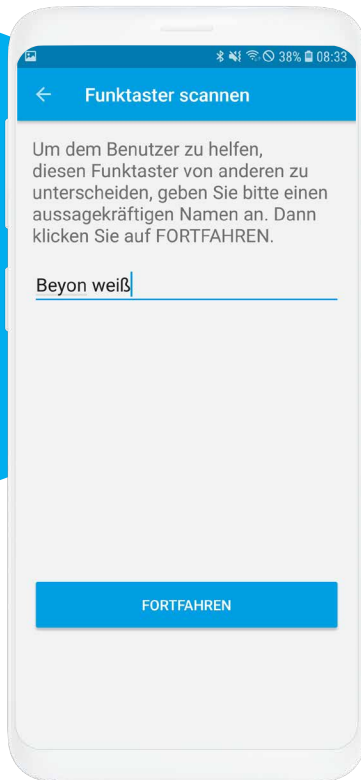 38% 08:33
Funktaster scannen
Um dem Benutzer zu helfen,
diesen Funktaster von anderen zu
unterscheiden, geben Sie bitte einen
aussagekräftigen Namen an. Dann
klicken Sie auf FORTFAHREN.
Beyon weiß
FORTFAHREN